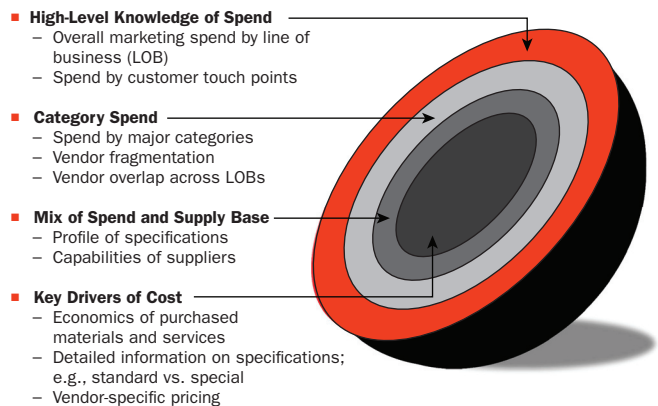 ■ High-Level Knowledge of Spend
– Overall marketing spend by line of
business (LOB)
– Spend by customer touch points
■ Category Spend
– Spend by major categories
– Vendor fragmentation
– Vendor overlap across LOBs
■ Mix of Spend and Supply Base
– Profile of specifications
– Capabilities of suppliers
■ Key Drivers of Cost
– Economics of purchased
materials and services
– Detailed information on specifications;
e.g., standard vs. special
– Vendor-specific pricing